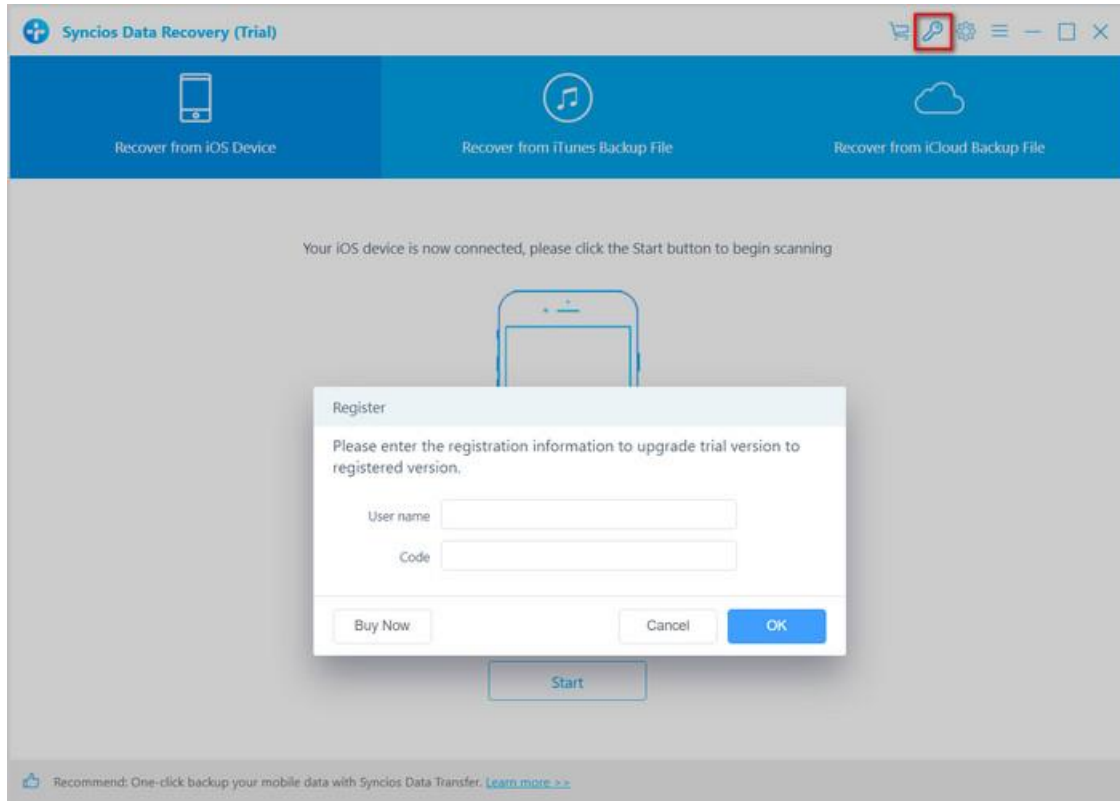 Syncios Data Recovery (Trial)
Recover from iOS Device
Recover from iTunes Backup File
Recover from iCloud Backup File
Your iOS device is now connected, please click the Start button to begin scanning
Register
Please enter the registration information to upgrade trial version to
registered version.
User name
Code
Buy Now
Cancel
OK
Start
Recommend: One-click backup your mobile data with Syncios Data Transfer. Learn more >>